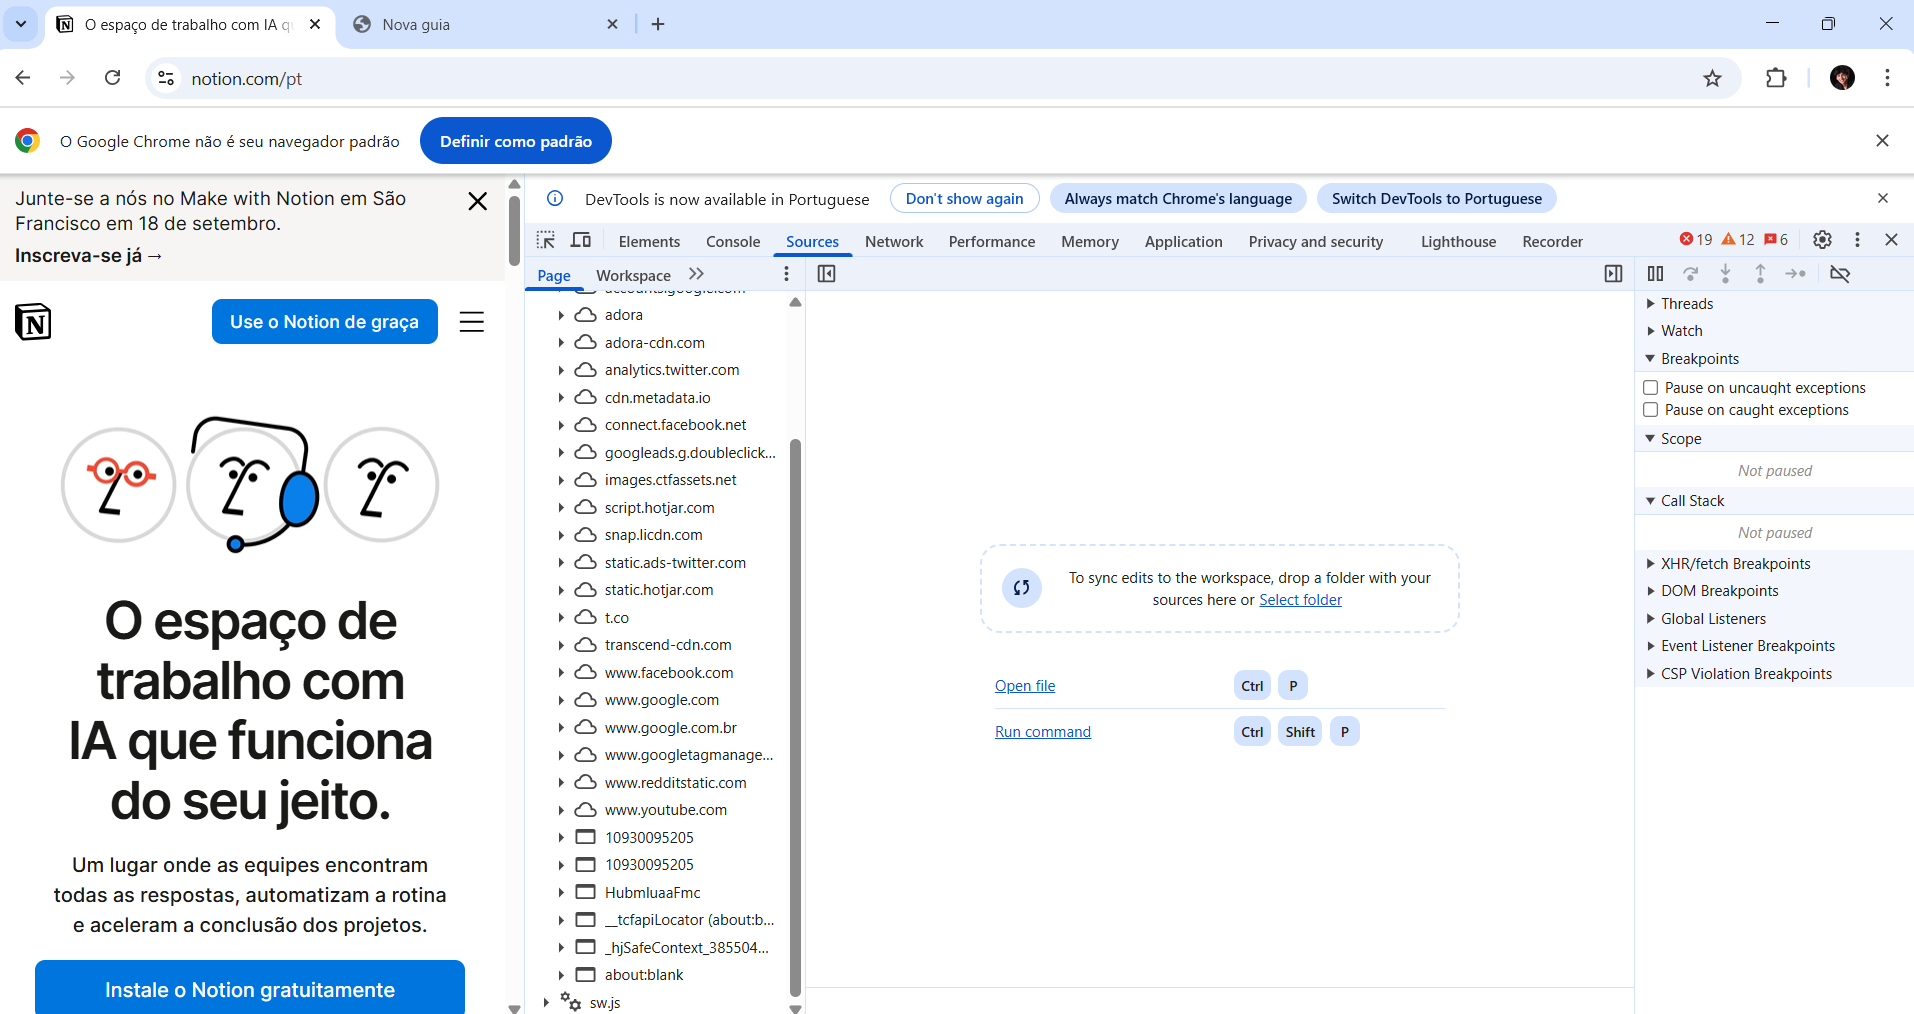 O espaço de trabalho com IA q
Nova guia
notion.com/pt
O Google Chrome não é seu navegador padrão
Definir como padrão
Junte-se a nós no Make with Notion em São
Francisco em 18 de setembro.
Inscreva-se já →
N
Use o Notion de graça
O espaço de
trabalho com
IA que funciona
do seu jeito.
Um lugar onde as equipes encontram
todas as respostas, automatizam a rotina
e aceleram a conclusão dos projetos.
Instale o Notion gratuitamente
DevTools is now available in Portuguese
Don't show again
Always match Chrome's language
Switch DevTools to Portuguese
Elements Console Sources Network Performance Memory Application Privacy and security Lighthouse Recorder
19 12 6
Page Workspace
accounts.google.com
adora
adora-cdn.com
analytics.twitter.com
cdn.metadata.io
connect.facebook.net
googleads.g.doubleclick...
images.ctfassets.net
script.hotjar.com
snap.licdn.com
static.ads-twitter.com
static.hotjar.com
t.co
transcend-cdn.com
www.facebook.com
www.google.com
www.google.com.br
www.googletagmanage...
www.redditstatic.com
www.youtube.com
10930095205
10930095205
HubmIuaaFmc
__tcfapiLocator (about:b...
_hjSafeContext_385504...
about:blank
sw.js
To sync edits to the workspace, drop a folder with your
sources here or Select folder
Open file Ctrl P
Run command Ctrl Shift P
Threads
Watch
Breakpoints
Pause on uncaught exceptions
Pause on caught exceptions
Scope
Not paused
Call Stack
Not paused
XHR/fetch Breakpoints
DOM Breakpoints
Global Listeners
Event Listener Breakpoints
CSP Violation Breakpoints